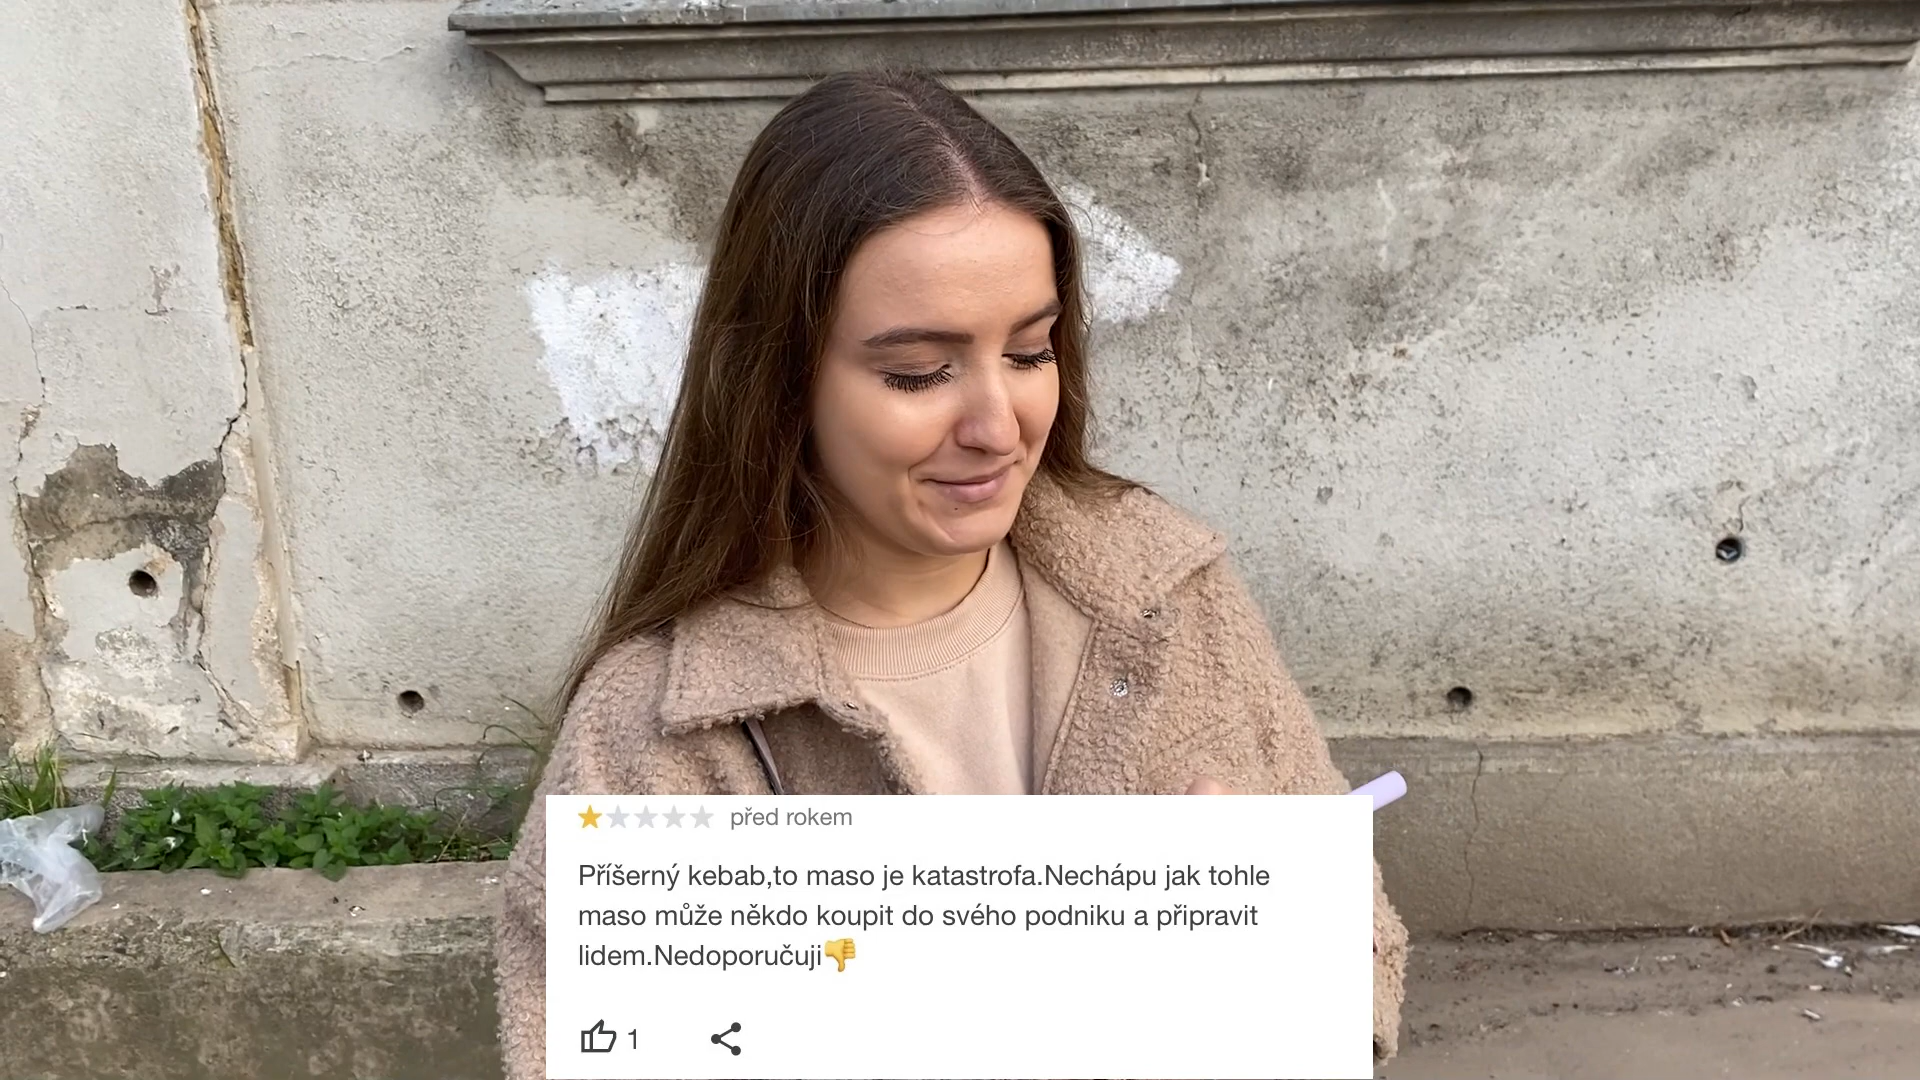 před rokem
Příšerný kebab,to maso je katastrofa.Nechápu jak tohle
maso může někdo koupit do svého podniku a připravit
lidem.Nedoporučuji👎
1